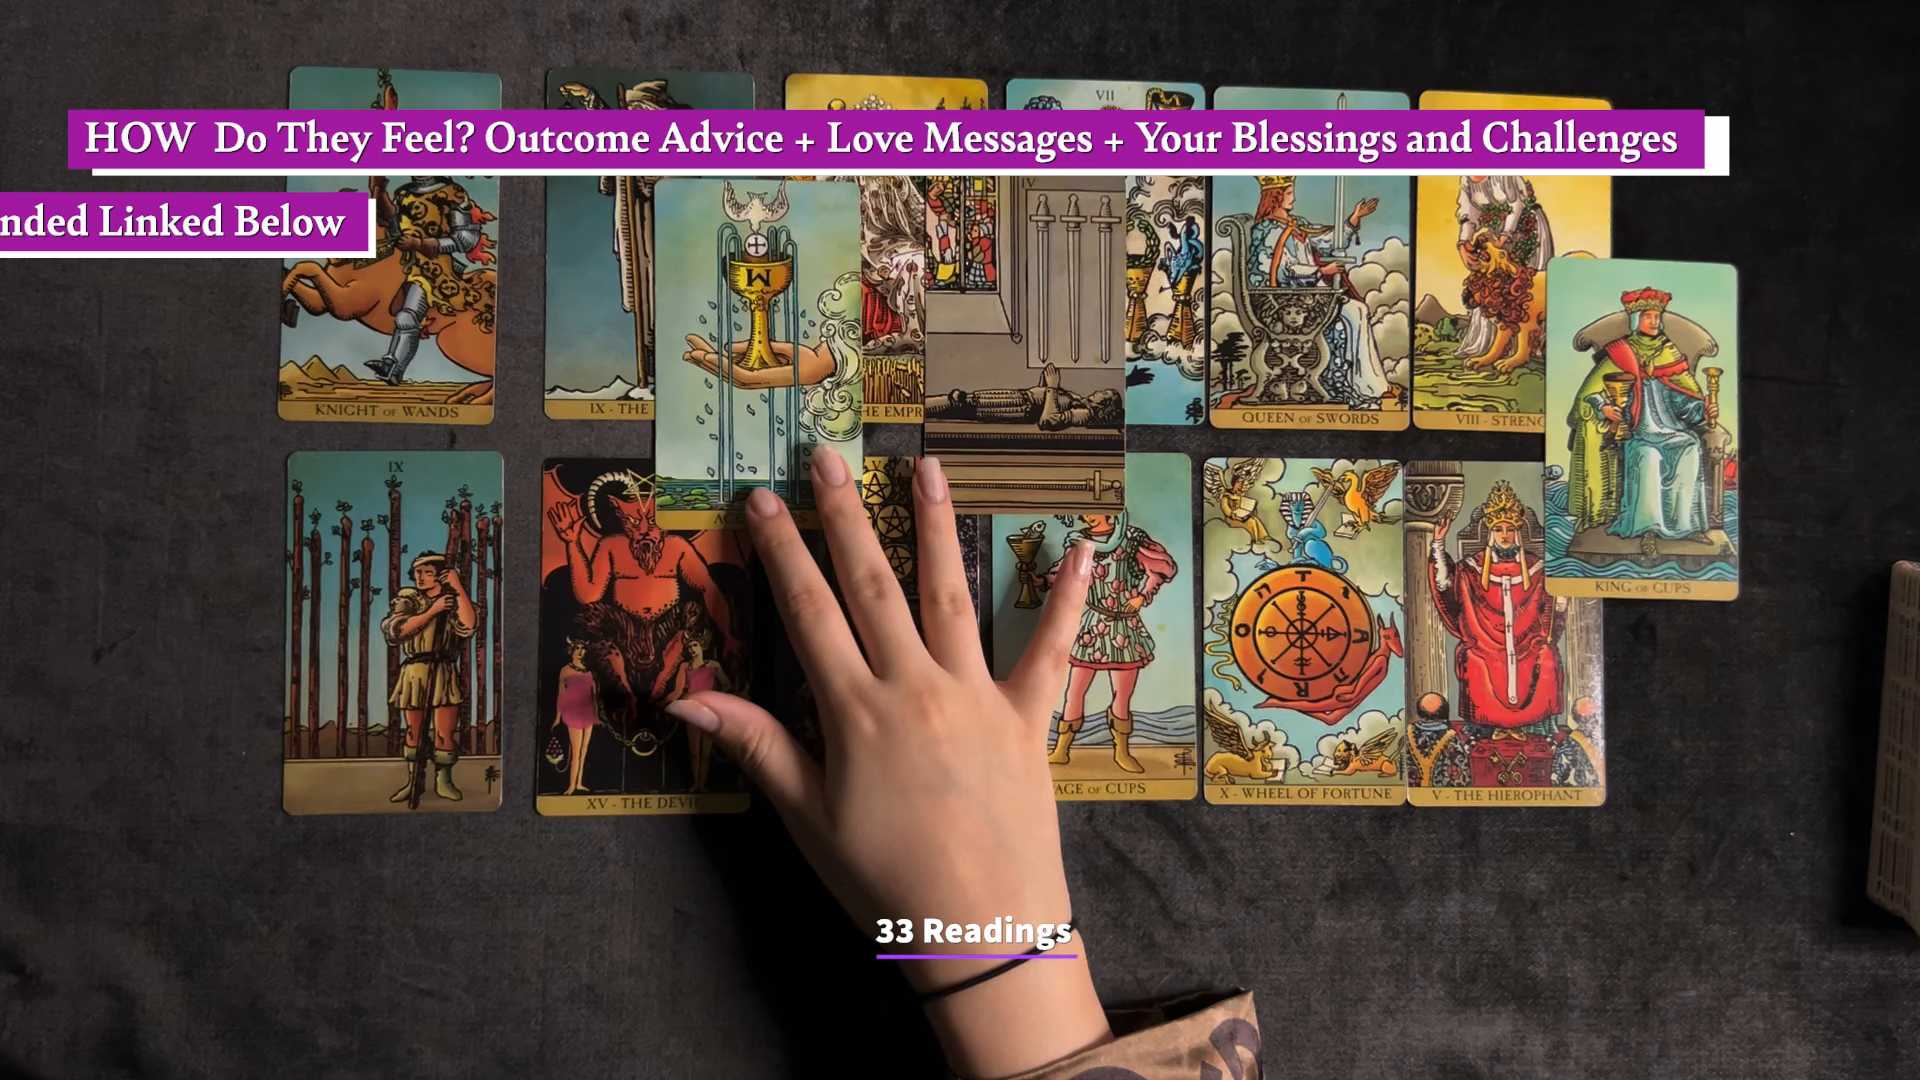 VII
HOW Do They Feel? Outcome Advice + Love Messages + Your Blessings and Challenges
nded Linked Below
KNIGHT OF WANDS
IX - THE
HE EMPR
QUEEN OF SWORDS
VIII - STRENG
KING OF CUPS
IX
XV - THE DEVIL
AGE OF CUPS
X - WHEEL OF FORTUNE
V - THE HIEROPHANT
33 Readings